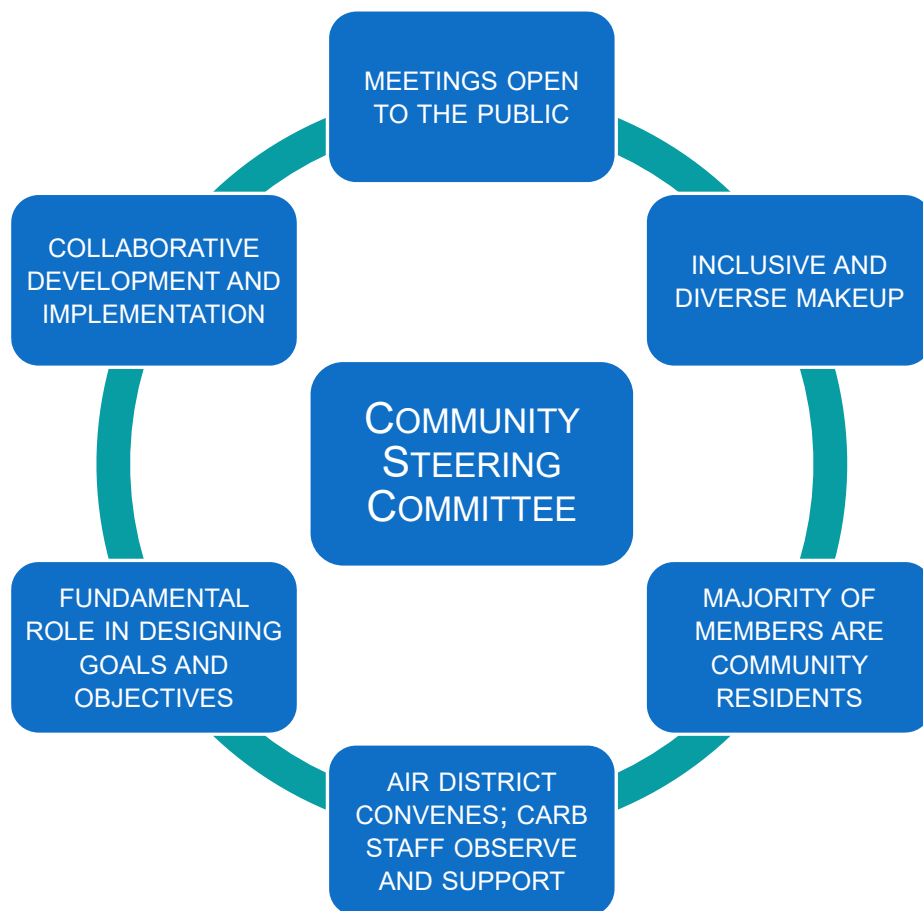 MEETINGS OPEN
TO THE PUBLIC
INCLUSIVE AND
DIVERSE MAKEUP
MAJORITY OF
MEMBERS ARE
COMMUNITY
RESIDENTS
AIR DISTRICT
CONVENES; CARB
STAFF OBSERVE
AND SUPPORT
FUNDAMENTAL
ROLE IN DESIGNING
GOALS AND
OBJECTIVES
COLLABORATIVE
DEVELOPMENT AND
IMPLEMENTATION
COMMUNITY
STEERING
COMMITTEE